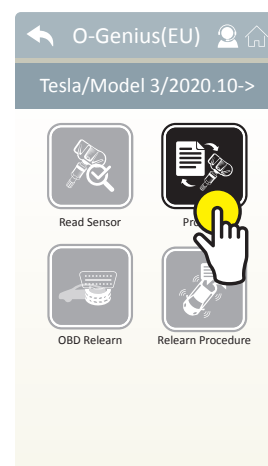 O-Genius(EU)
Tesla/Model 3/2020.10->
Read Sensor
OBD Relearn
Relearn Procedure